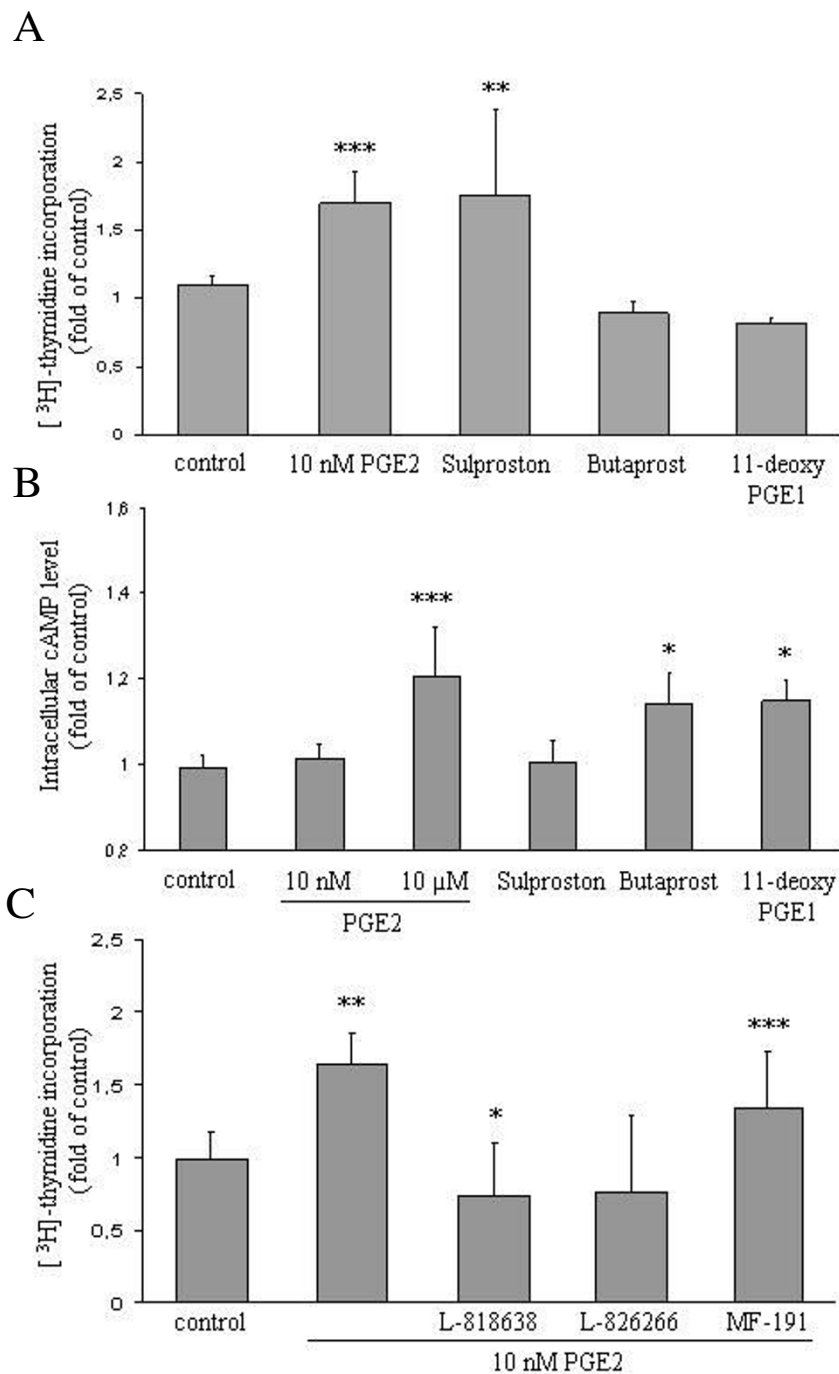 A
[ ³H]-thymidine incorporation
(fold of control)
2,5
2
1,5
1
0,5
0
***
**
control 10 nM PGE2 Sulproston Butaprost 11-deoxy
PGE1
B
Intracellular cAMP level
(fold of control)
1,6
1,4
1,2
1
0,8
***
*
*
control 10 nM 10 µM Sulproston Butaprost 11-deoxy
PGE2 PGE1
C
[ ³H]-thymidine incorporation
(fold of control)
2,5
2
1,5
1
0,5
0
**
*
***
control L-818638 L-826266 MF-191
10 nM PGE2